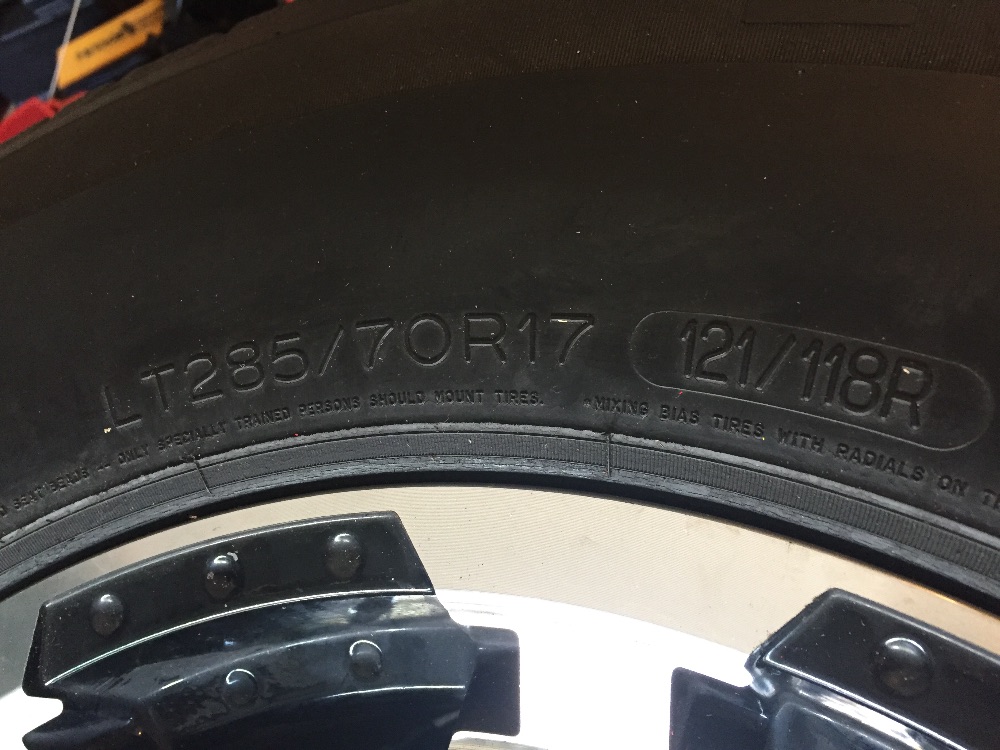 LT285/70R17 121/118R
ONLY SPECIALLY TRAINED PERSONS SHOULD MOUNT TIRES. *MIXING BIAS TIRES WITH RADIALS ON